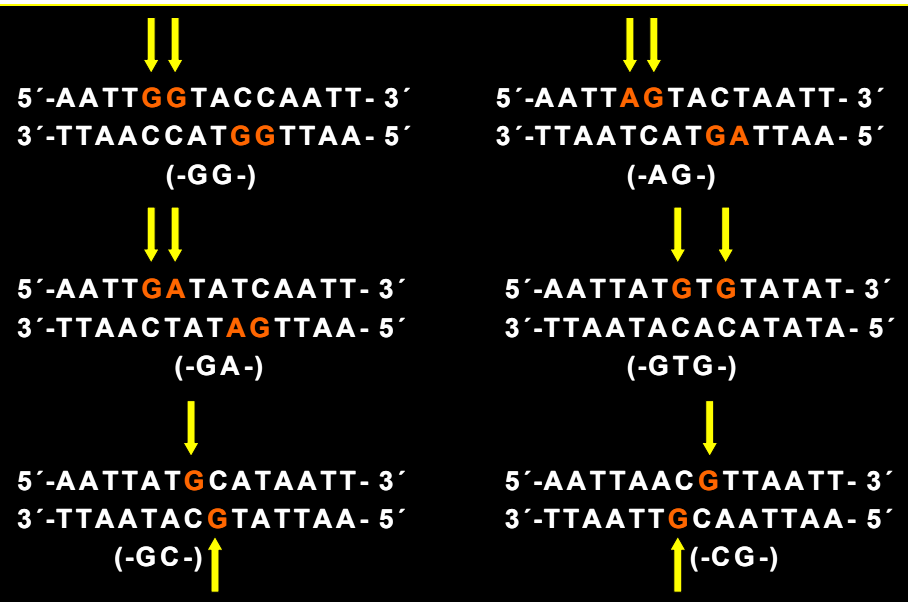 5´-AATTGGTACCAATT-3´
3´-TTAACCATGGTTAA-5´
(-GG-)
5´-AATTAGTACTAATT-3´
3´-TTAATCATGATTAA-5´
(-AG-)
5´-AATTGATATCAATT-3´
3´-TTAACTATAGTTAA-5´
(-GA-)
5´-AATTATGTGTATAT-3´
3´-TTAATACACATATA-5´
(-GTG-)
5´-AATTATGCATAATT-3´
3´-TTAATACGTATTAA-5´
(-GC-)
5´-AATTAACGTTAATT-3´
3´-TTAATTGCAATTAA-5´
(-CG-)